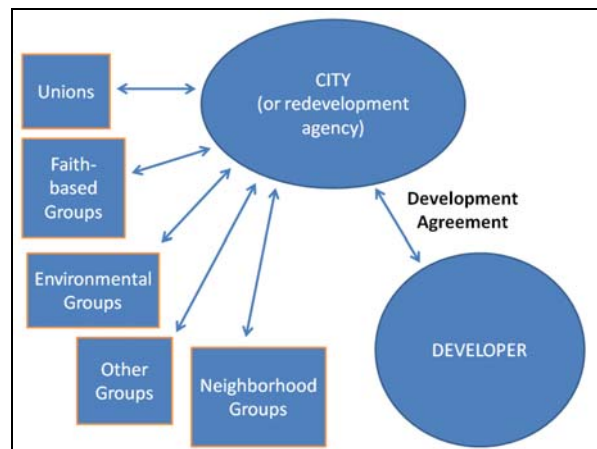 CITY
(or redevelopment
agency)
Unions
Faith-
based
Groups
Development
Agreement
Environmental
Groups
Other
Groups
Neighborhood
Groups
DEVELOPER